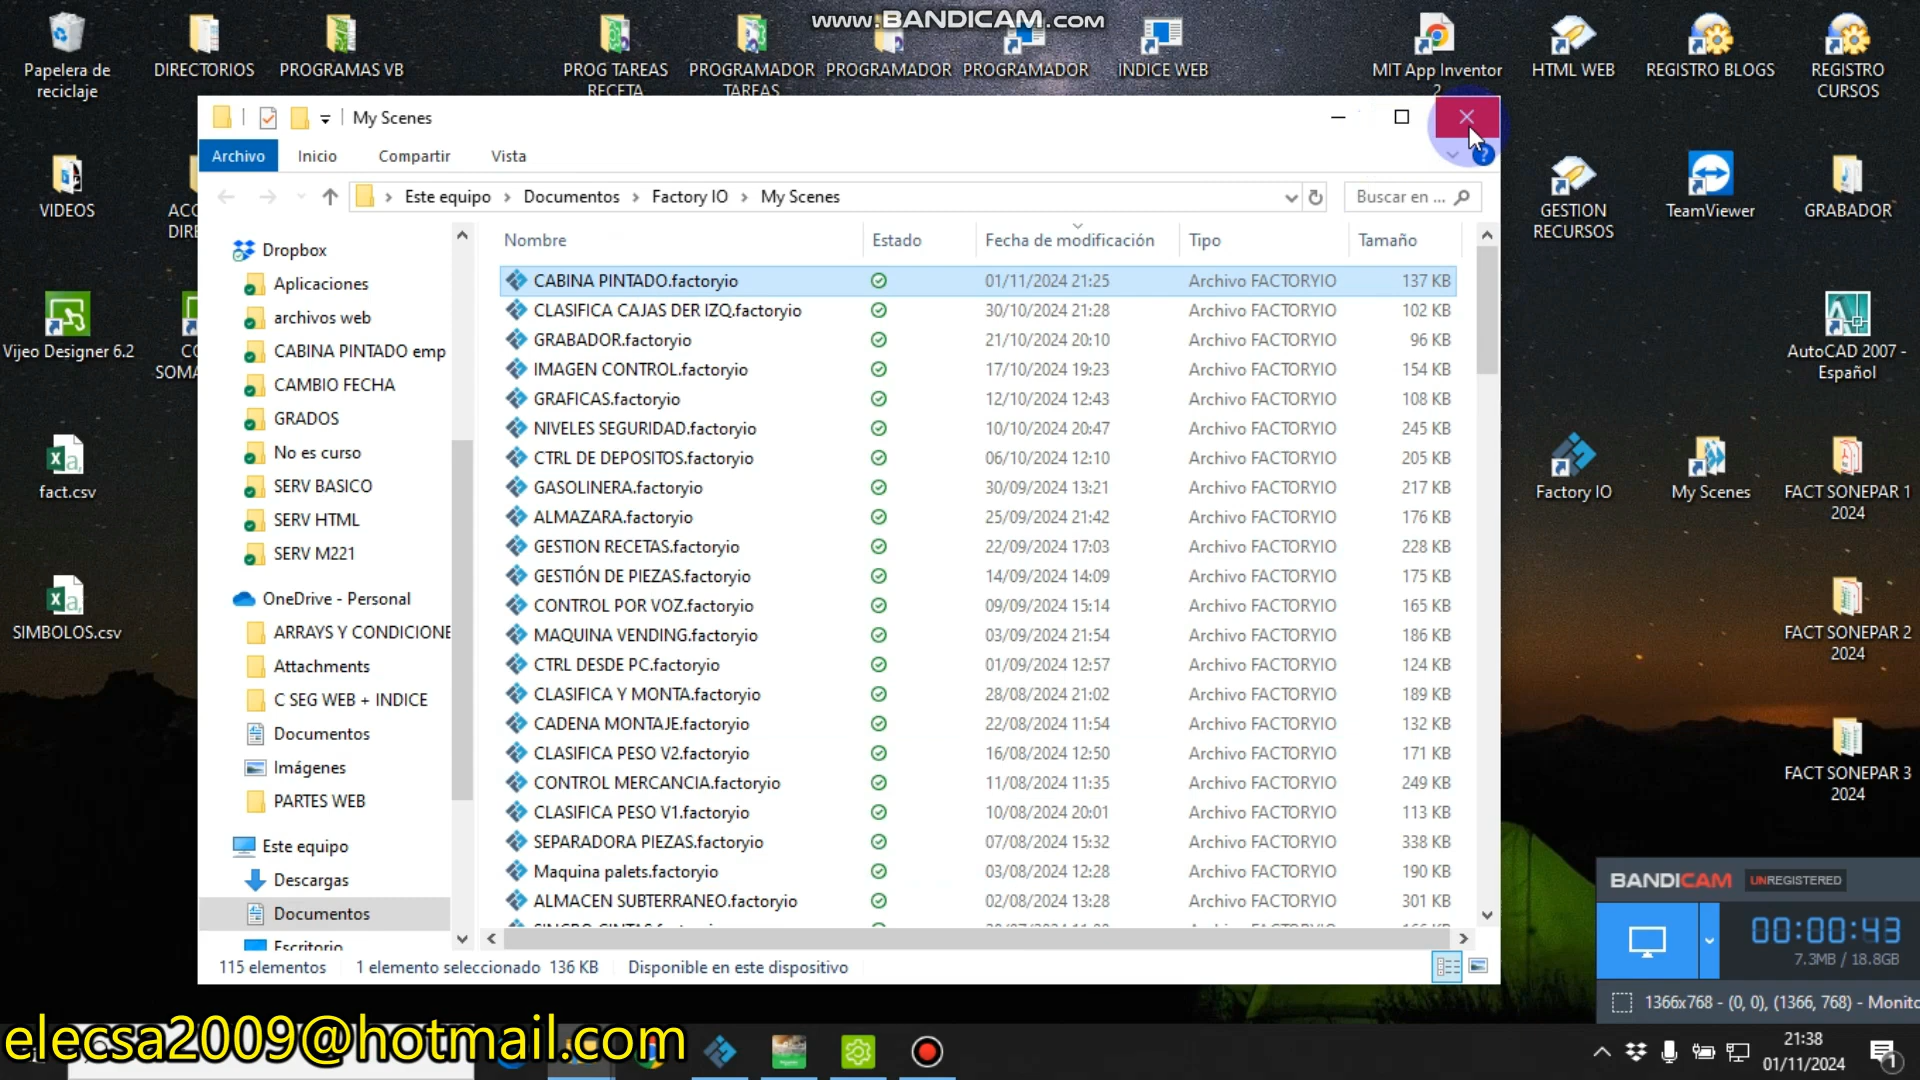 www.BANDICAM.com
Papelera de
reciclaje
DIRECTORIOS
PROGRAMAS VB
PROG TAREAS
RECETA
PROGRAMADOR
TAREAS
PROGRAMADOR
PROGRAMADOR
INDICE WEB
MIT App Inventor
2
HTML WEB
REGISTRO BLOGS
REGISTRO
CURSOS
My Scenes
Archivo
Inicio
Compartir
Vista
Este equipo > Documentos > Factory IO > My Scenes
Buscar en ...
VIDEOS
ACC
DIRE
GESTION
RECURSOS
TeamViewer
GRABADOR
Vijeo Designer 6.2
CO
SOMA
AutoCAD 2007 -
Español
fact.csv
Factory IO
My Scenes
FACT SONEPAR 1
2024
SIMBOLOS.csv
FACT SONEPAR 2
2024
FACT SONEPAR 3
2024
Dropbox
Aplicaciones
archivos web
CABINA PINTADO emp
CAMBIO FECHA
GRADOS
No es curso
SERV BASICO
SERV HTML
SERV M221
OneDrive - Personal
ARRAYS Y CONDICIONE
Attachments
C SEG WEB + INDICE
Documentos
Imágenes
PARTES WEB
Este equipo
Descargas
Documentos
Escritorio
Nombre Estado Fecha de modificación Tipo Tamaño
CABINA PINTADO.factoryio 01/11/2024 21:25 Archivo FACTORYIO 137 KB
CLASIFICA CAJAS DER IZQ.factoryio 30/10/2024 21:28 Archivo FACTORYIO 102 KB
GRABADOR.factoryio 21/10/2024 20:10 Archivo FACTORYIO 96 KB
IMAGEN CONTROL.factoryio 17/10/2024 19:23 Archivo FACTORYIO 154 KB
GRAFICAS.factoryio 12/10/2024 12:43 Archivo FACTORYIO 108 KB
NIVELES SEGURIDAD.factoryio 10/10/2024 20:47 Archivo FACTORYIO 245 KB
CTRL DE DEPOSITOS.factoryio 06/10/2024 12:10 Archivo FACTORYIO 205 KB
GASOLINERA.factoryio 30/09/2024 13:21 Archivo FACTORYIO 217 KB
ALMAZARA.factoryio 25/09/2024 21:42 Archivo FACTORYIO 176 KB
GESTION RECETAS.factoryio 22/09/2024 17:03 Archivo FACTORYIO 228 KB
GESTIÓN DE PIEZAS.factoryio 14/09/2024 14:09 Archivo FACTORYIO 175 KB
CONTROL POR VOZ.factoryio 09/09/2024 15:14 Archivo FACTORYIO 165 KB
MAQUINA VENDING.factoryio 03/09/2024 21:54 Archivo FACTORYIO 186 KB
CTRL DESDE PC.factoryio 01/09/2024 12:57 Archivo FACTORYIO 124 KB
CLASIFICA Y MONTA.factoryio 28/08/2024 21:02 Archivo FACTORYIO 189 KB
CADENA MONTAJE.factoryio 22/08/2024 11:54 Archivo FACTORYIO 132 KB
CLASIFICA PESO V2.factoryio 16/08/2024 12:50 Archivo FACTORYIO 171 KB
CONTROL MERCANCIA.factoryio 11/08/2024 11:35 Archivo FACTORYIO 249 KB
CLASIFICA PESO V1.factoryio 10/08/2024 20:01 Archivo FACTORYIO 113 KB
SEPARADORA PIEZAS.factoryio 07/08/2024 15:32 Archivo FACTORYIO 338 KB
Maquina palets.factoryio 03/08/2024 12:28 Archivo FACTORYIO 190 KB
ALMACEN SUBTERRANEO.factoryio 02/08/2024 13:28 Archivo FACTORYIO 301 KB
115 elementos 1 elemento seleccionado 136 KB Disponible en este dispositivo
BANDICAM UNREGISTERED
00:00:43
7.3MB / 18.8GB
1366x768 - (0, 0), (1366, 768) - Monito
elecsa2009@hotmail.com
21:38
01/11/2024
1